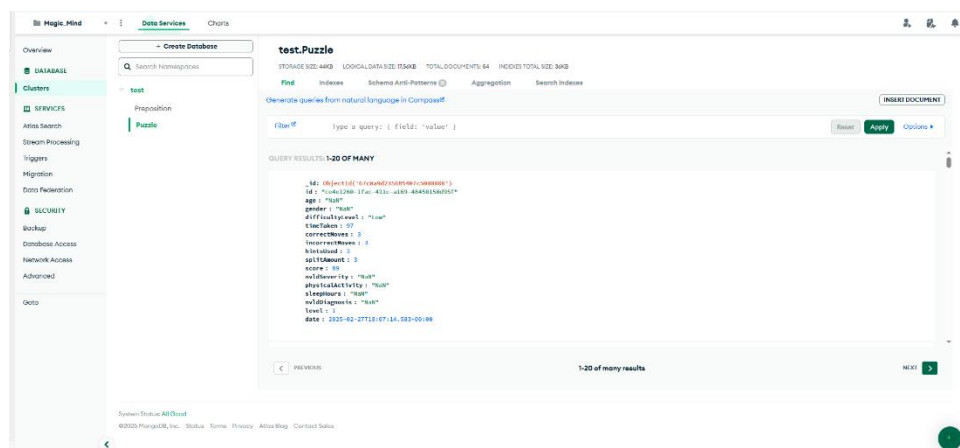 Magic_Mind
Data Services
Charts
Overview
DATABASE
Clusters
SERVICES
Atlas Search
Stream Processing
Triggers
Migration
Data Federation
SECURITY
Backup
Database Access
Network Access
Advanced
Goto
+ Create Database
Search Namespaces
test
Preposition
Puzzle
test.Puzzle
STORAGE SIZE: 44KB LOGICAL DATA SIZE: 17.56KB TOTAL DOCUMENTS: 64 INDEXES TOTAL SIZE: 36KB
Find Indexes Schema Anti-Patterns Aggregation Search Indexes
Generate queries from natural language in Compass
INSERT DOCUMENT
Filter
Type a query: { field: 'value' }
Reset
Apply
Options
QUERY RESULTS: 1-20 OF MANY
_id:
id :
age : "NaN"
gender : "NaN"
difficultyLevel : "Low"
timeTaken : 97
correctMoves : 3
incorrectMoves : 3
hintsUsed : 3
splitAmount : 3
score : 89
nvldSeverity : "NaN"
physicalActivity : "NaN"
sleepHours : "NaN"
nvldDiagnosis : "NaN"
level : 1
date : 2025-02-27T18:07:14.583+00:00
PREVIOUS
1-20 of many results
NEXT
System Status: All Good
©2025 MongoDB, Inc. Status Terms Privacy Atlas Blog Contact Sales